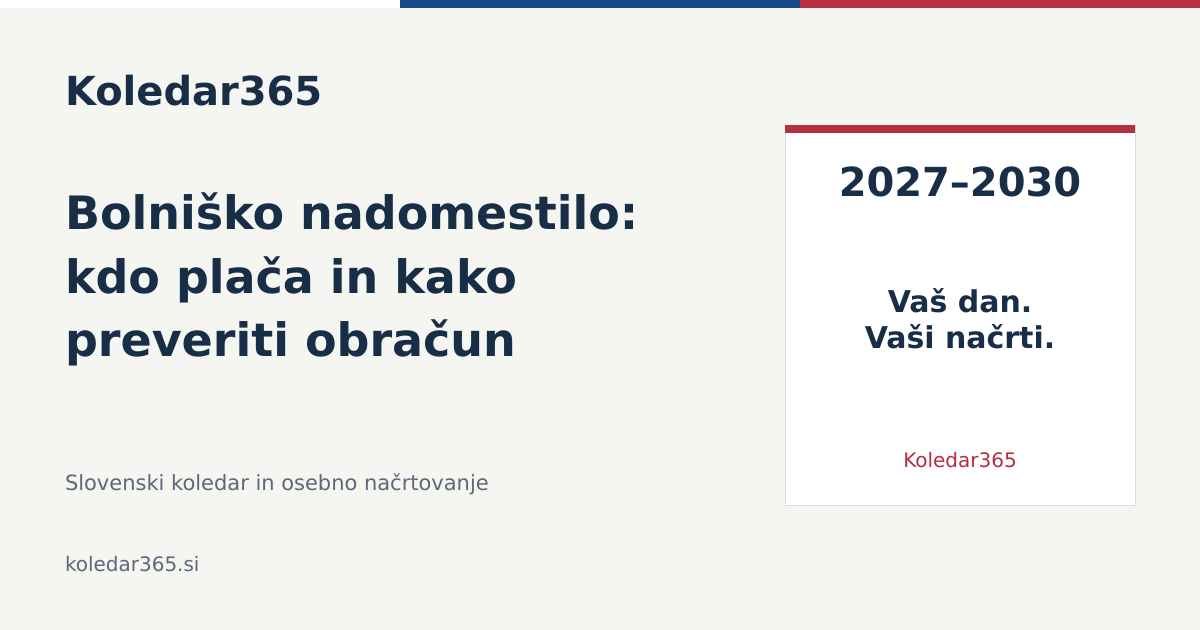 Koledar365
Bolniško nadomestilo:
kdo plača in kako
preveriti obračun
Slovenski koledar in osebno načrtovanje
koledar365.si
2027–2030
Vaš dan.
Vaši načrti.
Koledar365